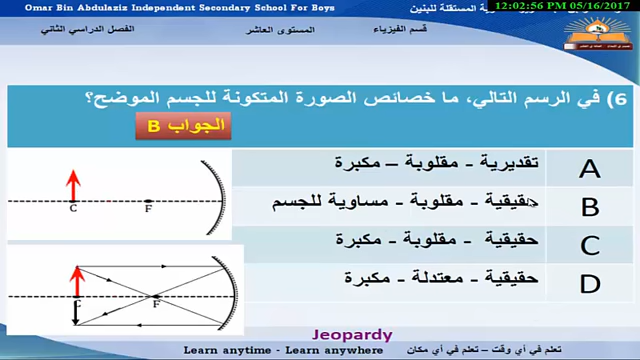 Omar Bin Abdulaziz Independent Secondary School For Boys
المستقلة للبنين
12:02:56 PM 05/16/2017
الفصل الدراسي الثاني
المستوى العاشر
قسم الفيزياء
6) في الرسم التالي، ما خصائص الصورة المتكونة للجسم الموضح؟
الجواب B
A تقديرية - مقلوبة – مكبرة
B حقيقية - مقلوبة - مساوية للجسم
C حقيقية - مقلوبة - مكبرة
D حقيقية - معتدلة - مكبرة
C F
C F
Jeopardy
Learn anytime - Learn anywhere
تعلم في أي وقت – تعلم في أي مكان